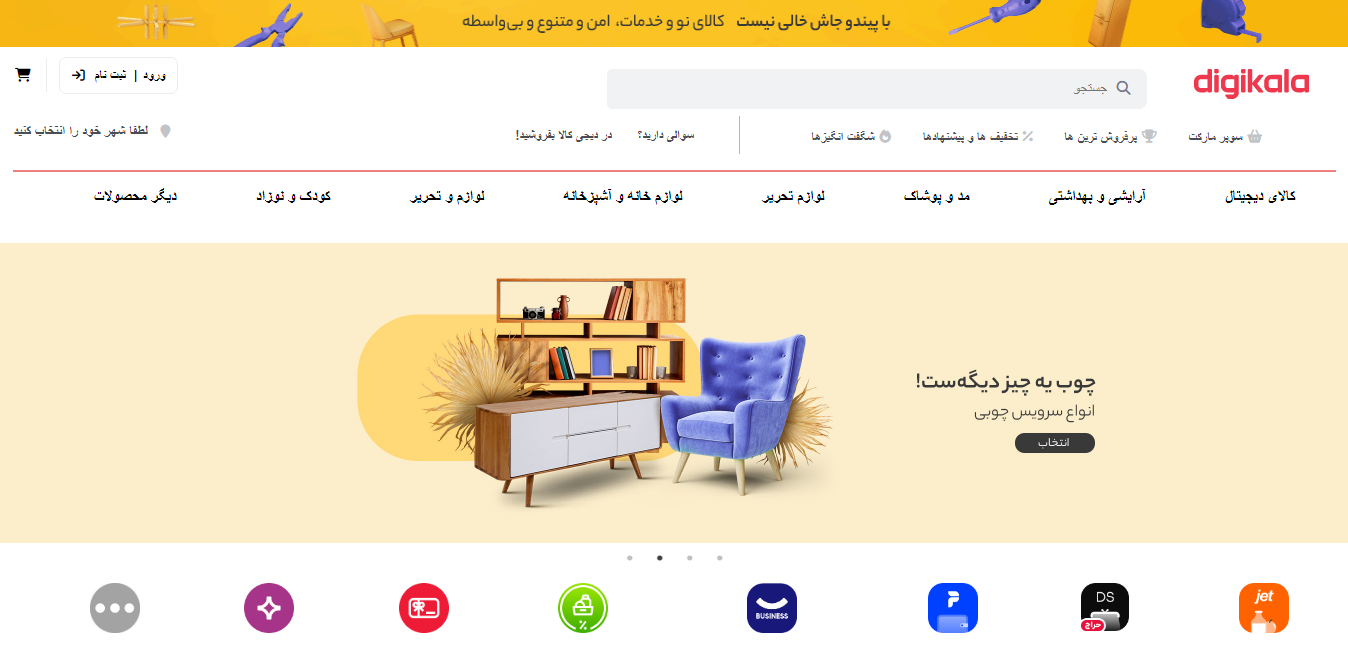 با پیندو جاش خالی نیست کالای نو و خدمات، امن و متنوع و بی‌واسطه
digikala
جستجو
ورود | ثبت نام
سوپر مارکت
پرفروش ترین ها
تخفیف ها و پیشنهادها
شگفت انگیزها
سوالی دارید؟
در دیجی کالا بفروشید!
لطفا شهر خود را انتخاب کنید
کالای دیجیتال
آرایشی و بهداشتی
مد و پوشاک
لوازم تحریر
لوازم خانه و آشپزخانه
لوازم و تحریر
کودک و نوزاد
دیگر محصولات
چوب یه چیز دیگه‌ست!
انواع سرویس چوبی
انتخاب
jet
DS
حراج
BUSINESS
%